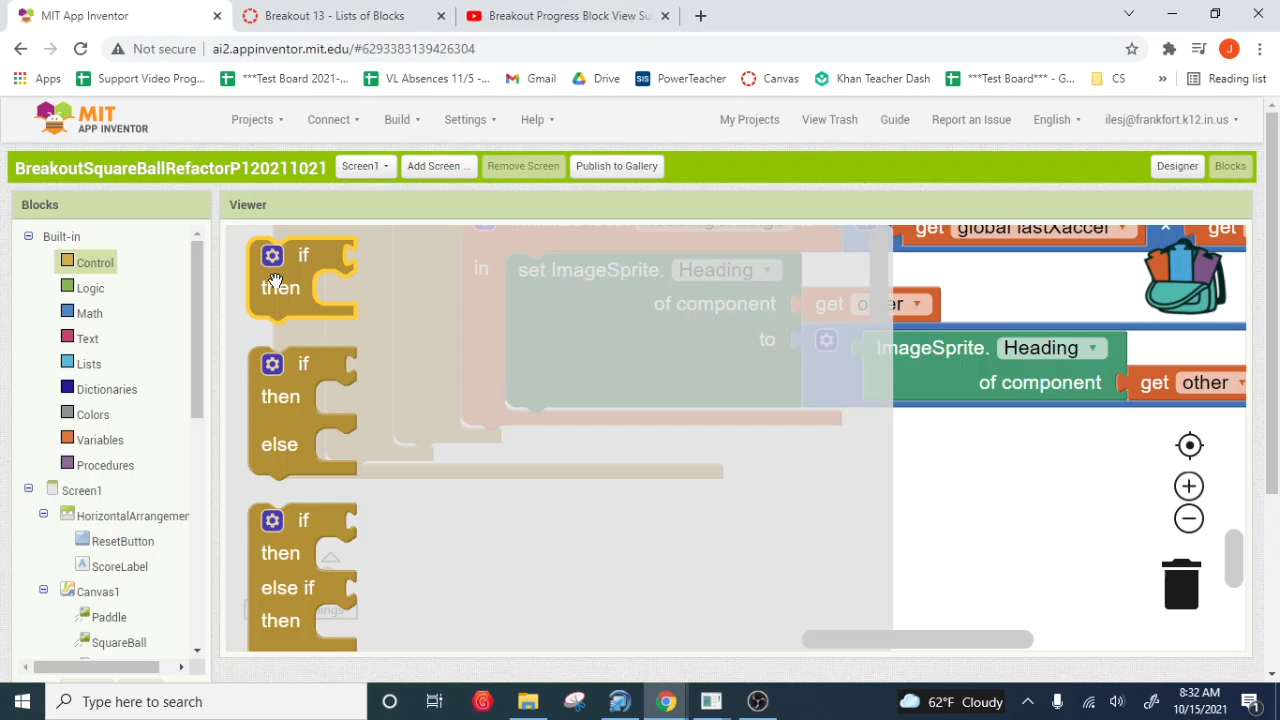 MIT App Inventor
Breakout 13 - Lists of Blocks
Breakout Progress Block View Su
Not secure
ai2.appinventor.mit.edu/#6293383139426304
J
Apps
Support Video Prog...
***Test Board 2021-...
VL Absences 11/5 -...
Gmail
Drive
SIS
PowerTeacher
Canvas
Khan Teacher Dash
***Test Board*** - G...
CS
»
Reading list
MIT
APP INVENTOR
Projects
Connect
Build
Settings
Help
My Projects
View Trash
Guide
Report an Issue
English
ilesj@frankfort.k12.in.us
BreakoutSquareBallRefactorP120211021
Screen1
Add Screen ...
Remove Screen
Publish to Gallery
Designer
Blocks
Blocks
Viewer
Built-in
Control
Logic
Math
Text
Lists
Dictionaries
Colors
Variables
Procedures
Screen1
HorizontalArrangemen
ResetButton
ScoreLabel
Canvas1
Paddle
SquareBall
if
then
if
then
else
if
then
else if
then
get global lastXaccel
×
get
in
set ImageSprite. Heading
of component
get other
to
ImageSprite. Heading
of component
get other
Type here to search
62°F Cloudy
8:32 AM
10/15/2021
1